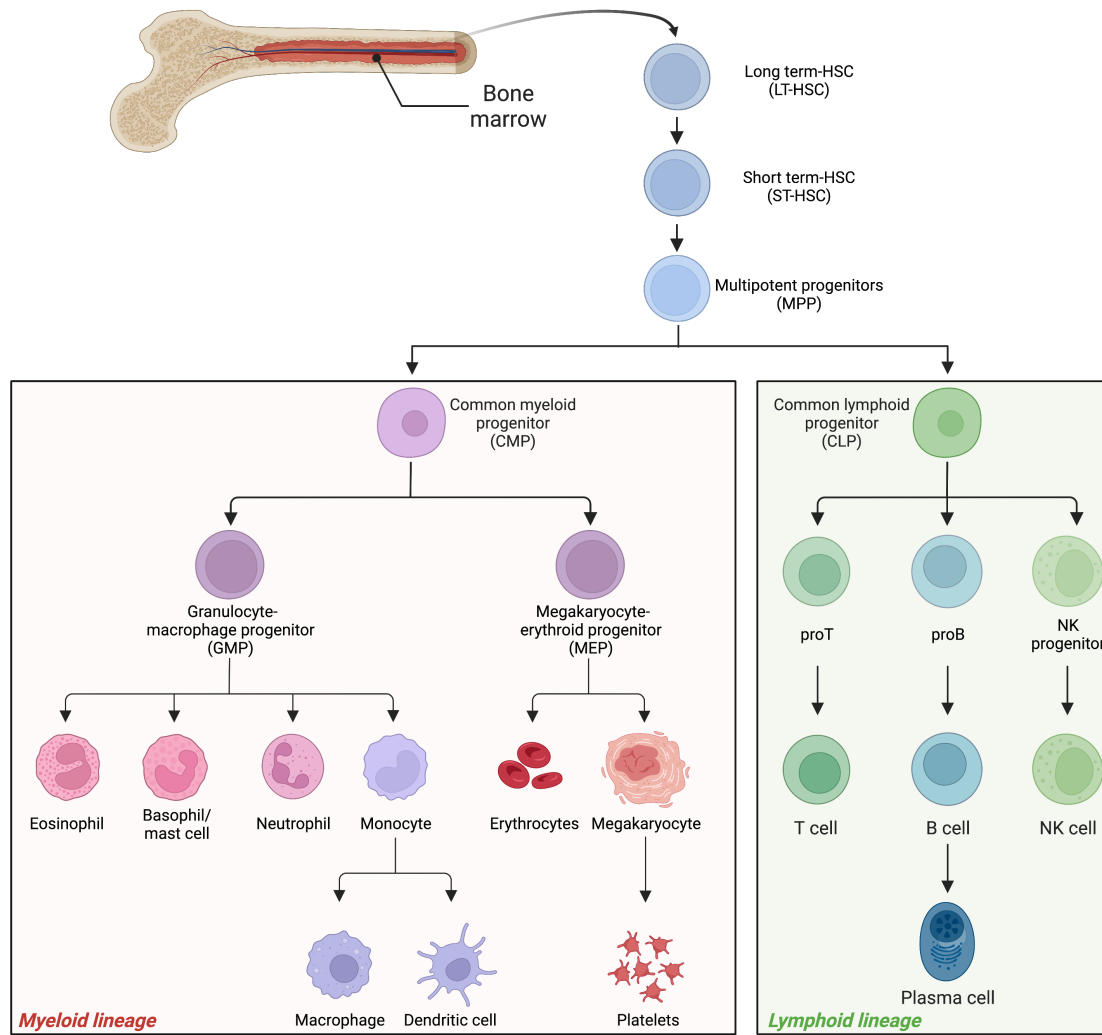 Bone
marrow
Long term-HSC
(LT-HSC)
Short term-HSC
(ST-HSC)
Multipotent progenitors
(MPP)
Common myeloid
progenitor
(CMP)
Common lymphoid
progenitor
(CLP)
Granulocyte-
macrophage progenitor
(GMP)
Megakaryocyte-
erythroid progenitor
(MEP)
proT
proB
NK
progenitor
Eosinophil
Basophil/
mast cell
Neutrophil
Monocyte
Erythrocytes
Megakaryocyte
T cell
B cell
NK cell
Macrophage
Dendritic cell
Platelets
Plasma cell
Myeloid lineage
Lymphoid lineage